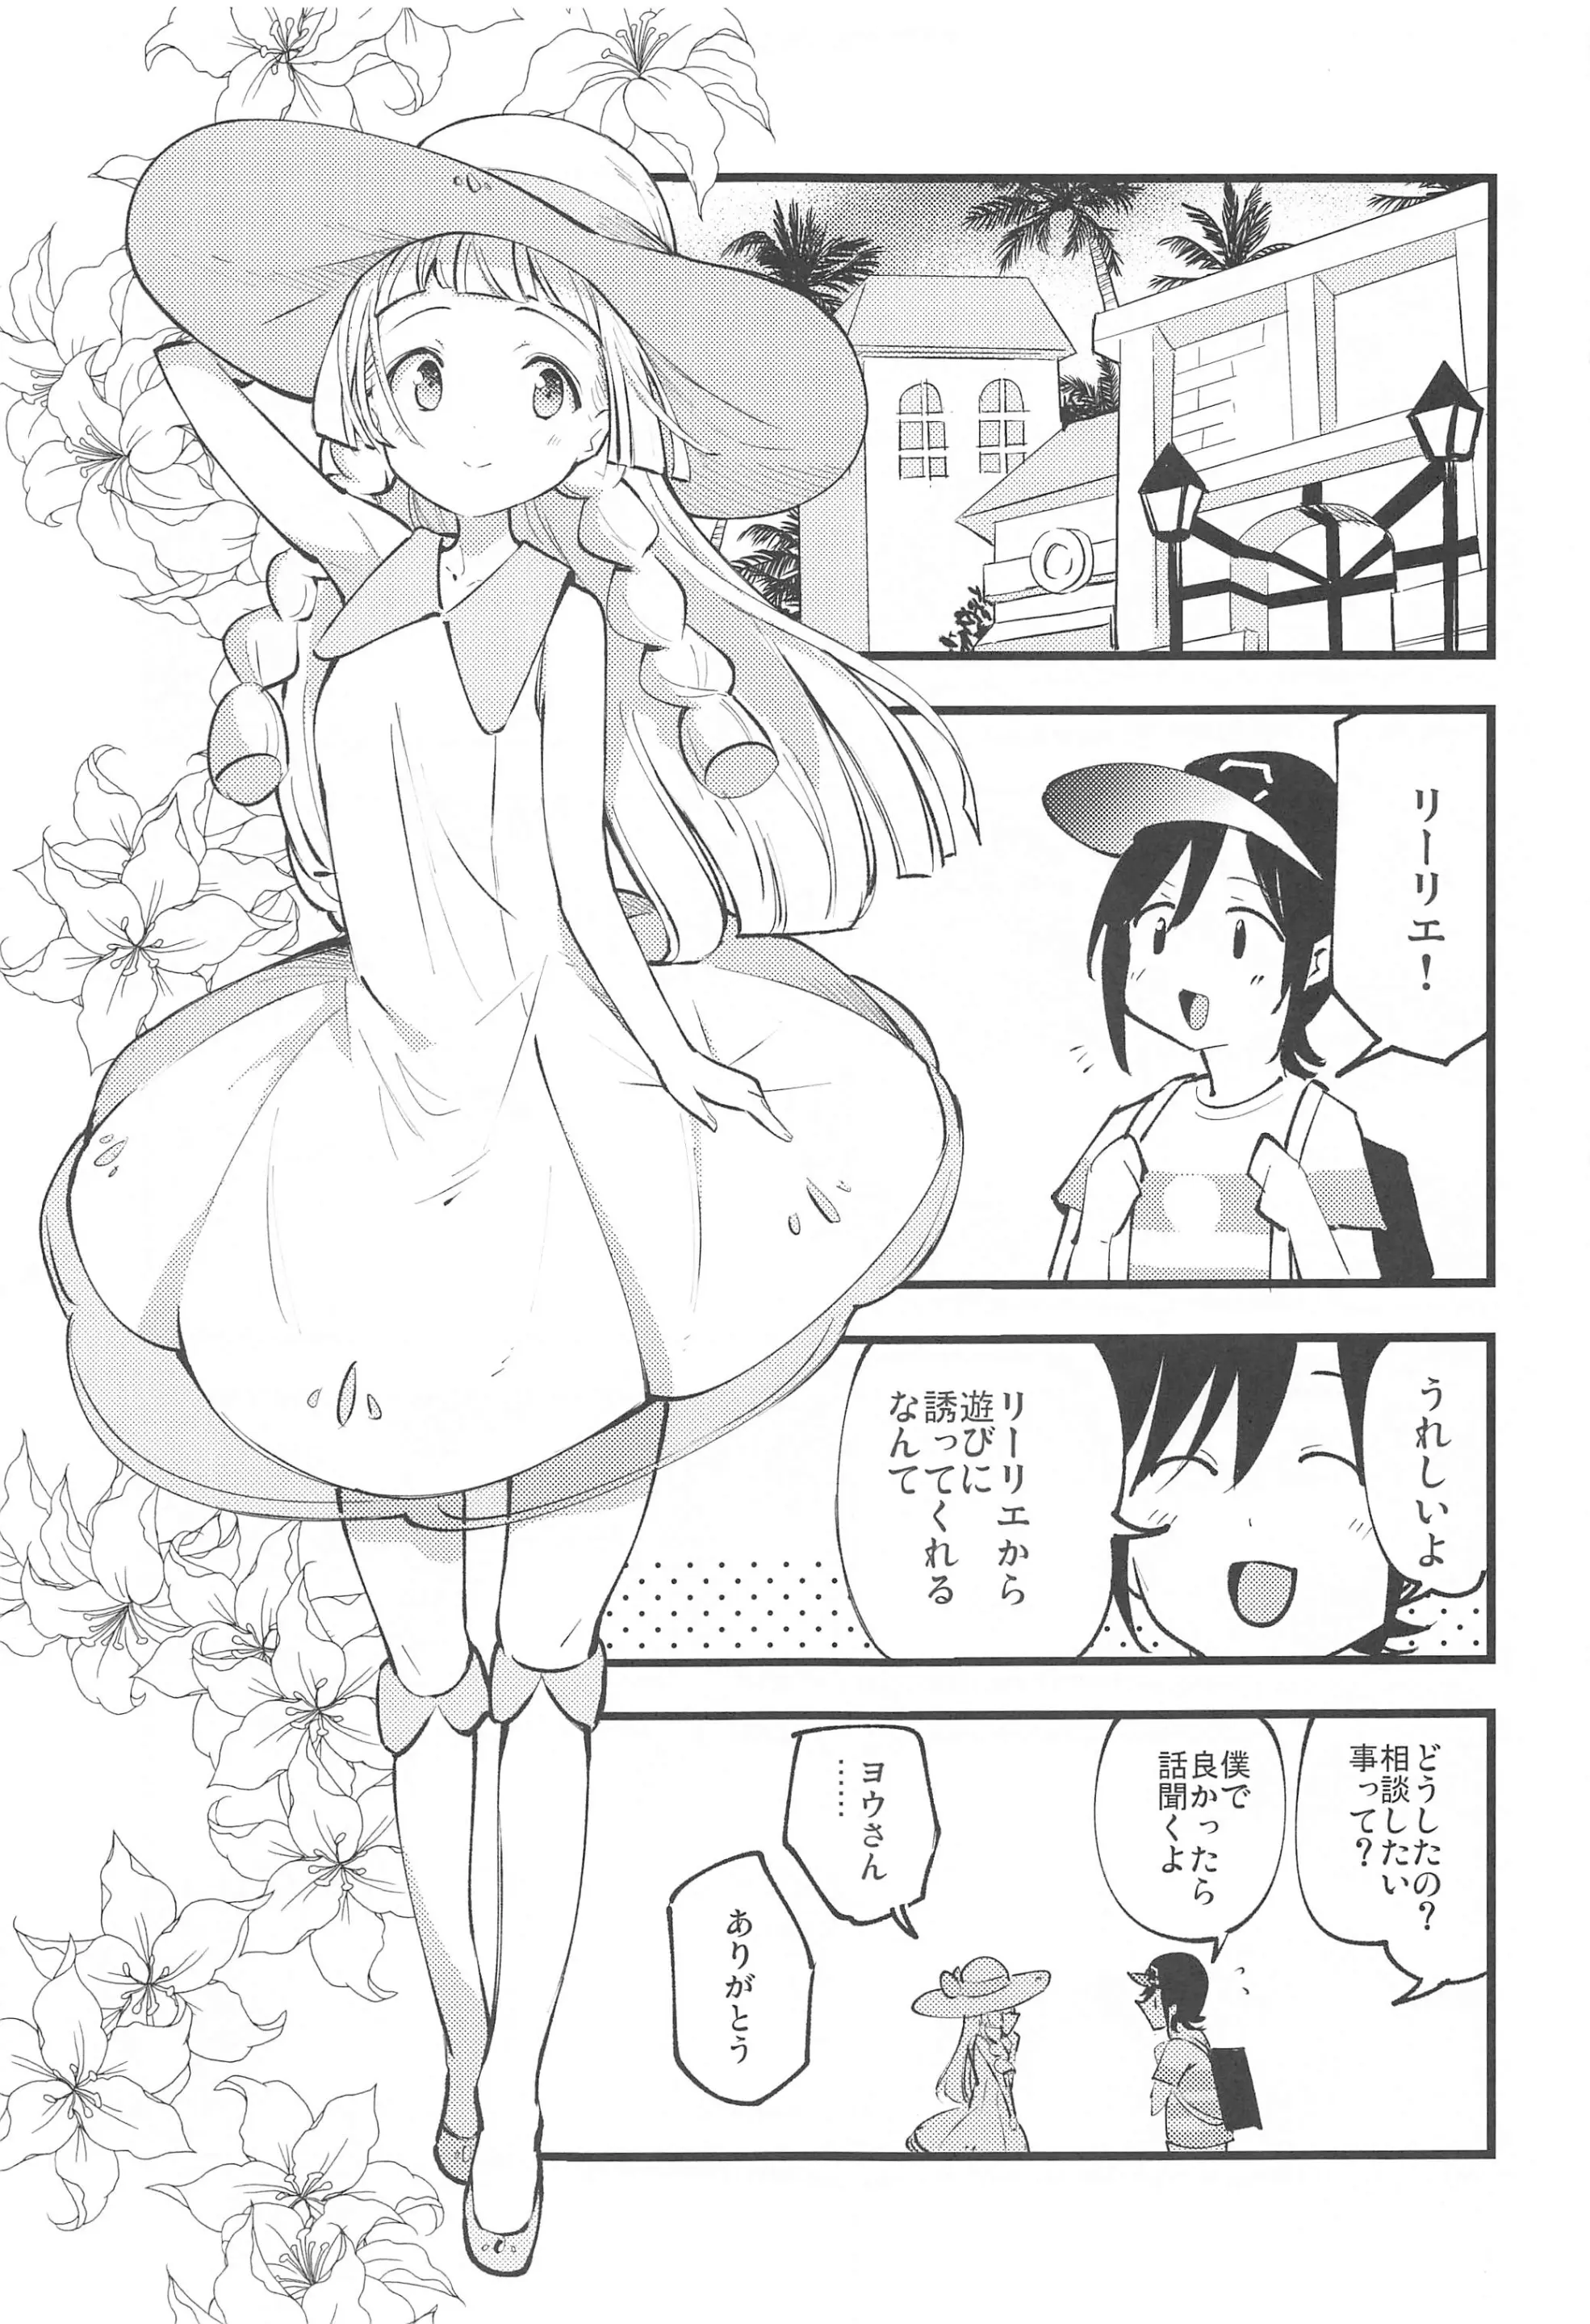 リーリエ！
うれしいよ
リーリエから
遊びに
誘ってくれる
なんて
どうしたの？
相談したい
事って？
僕で
良かったら
話聞くよ
ヨウさん
……
ありがとう